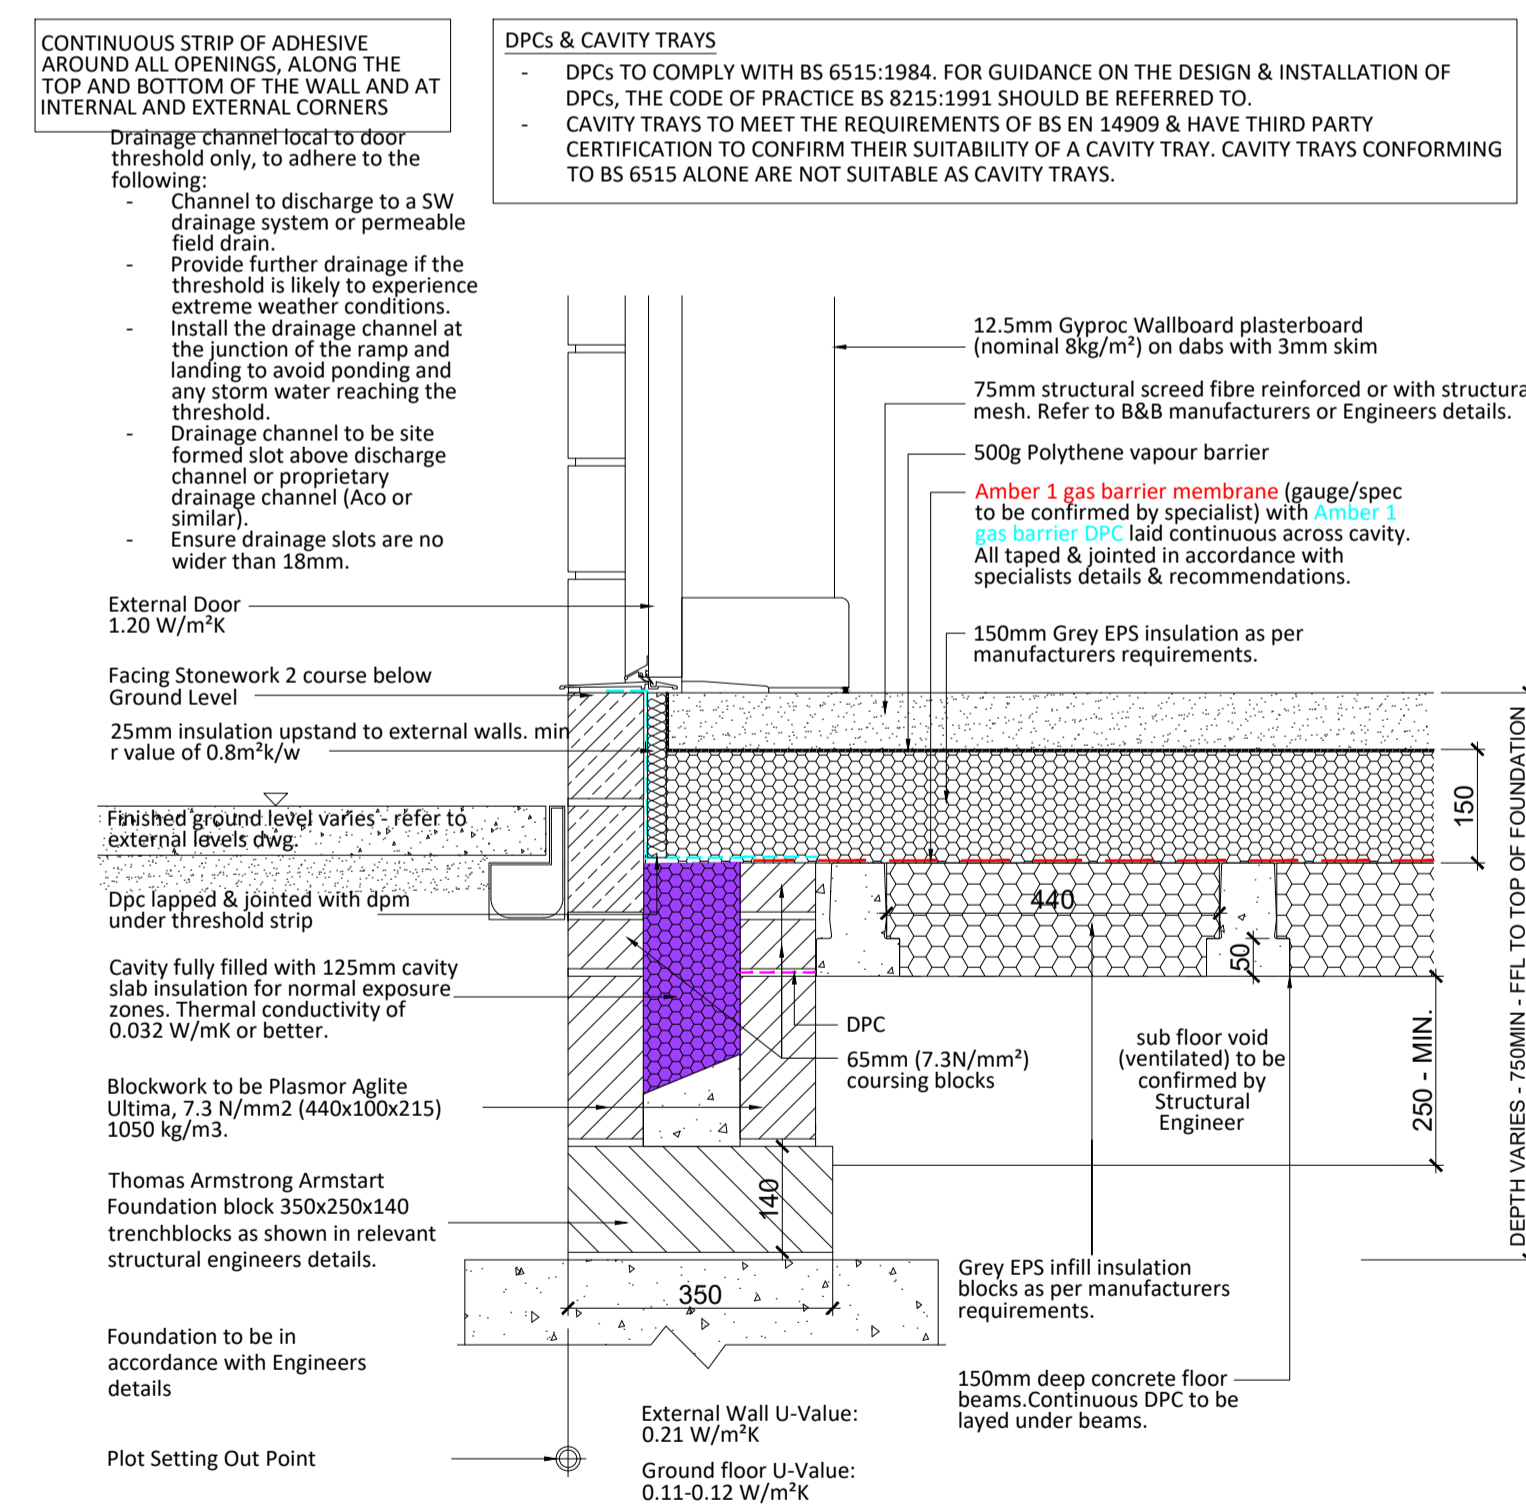 CONTINUOUS STRIP OF ADHESIVE
AROUND ALL OPENINGS, ALONG THE
TOP AND BOTTOM OF THE WALL AND AT
INTERNAL AND EXTERNAL CORNERS
DPCs & CAVITY TRAYS
- DPCs TO COMPLY WITH BS 6515:1984. FOR GUIDANCE ON THE DESIGN & INSTALLATION OF
DPCs, THE CODE OF PRACTICE BS 8215:1991 SHOULD BE REFERRED TO.
- CAVITY TRAYS TO MEET THE REQUIREMENTS OF BS EN 14909 & HAVE THIRD PARTY
CERTIFICATION TO CONFIRM THEIR SUITABILITY OF A CAVITY TRAY. CAVITY TRAYS CONFORMING
TO BS 6515 ALONE ARE NOT SUITABLE AS CAVITY TRAYS.
Drainage channel local to door
threshold only, to adhere to the
following:
- Channel to discharge to a SW
drainage system or permeable
field drain.
- Provide further drainage if the
threshold is likely to experience
extreme weather conditions.
- Install the drainage channel at
the junction of the ramp and
landing to avoid ponding and
any storm water reaching the
threshold.
- Drainage channel to be site
formed slot above discharge
channel or proprietary
drainage channel (Aco or
similar).
- Ensure drainage slots are no
wider than 18mm.
External Door
1.20 W/m²K
Facing Stonework 2 course below
Ground Level
25mm insulation upstand to external walls. min
r value of 0.8m²k/w
Finished ground level varies - refer to
external levels dwg.
Dpc lapped & jointed with dpm
under threshold strip
Cavity fully filled with 125mm cavity
slab insulation for normal exposure
zones. Thermal conductivity of
0.032 W/mK or better.
Blockwork to be Plasmor Aglite
Ultima, 7.3 N/mm2 (440x100x215)
1050 kg/m3.
Thomas Armstrong Armstart
Foundation block 350x250x140
trenchblocks as shown in relevant
structural engineers details.
Foundation to be in
accordance with Engineers
details
Plot Setting Out Point
12.5mm Gyproc Wallboard plasterboard
(nominal 8kg/m²) on dabs with 3mm skim
75mm structural screed fibre reinforced or with structura
mesh. Refer to B&B manufacturers or Engineers details.
500g Polythene vapour barrier
Amber 1 gas barrier membrane (gauge/spec
to be confirmed by specialist) with Amber 1
gas barrier DPC laid continuous across cavity.
All taped & jointed in accordance with
specialists details & recommendations.
150mm Grey EPS insulation as per
manufacturers requirements.
150
440
50
DPC
65mm (7.3N/mm²)
coursing blocks
sub floor void
(ventilated) to be
confirmed by
Structural
Engineer
250 - MIN.
DEPTH VARIES - 750MIN - FFL TO TOP OF FOUNDATION
140
350
Grey EPS infill insulation
blocks as per manufacturers
requirements.
150mm deep concrete floor
beams.Continuous DPC to be
layed under beams.
External Wall U-Value:
0.21 W/m²K
Ground floor U-Value:
0.11-0.12 W/m²K